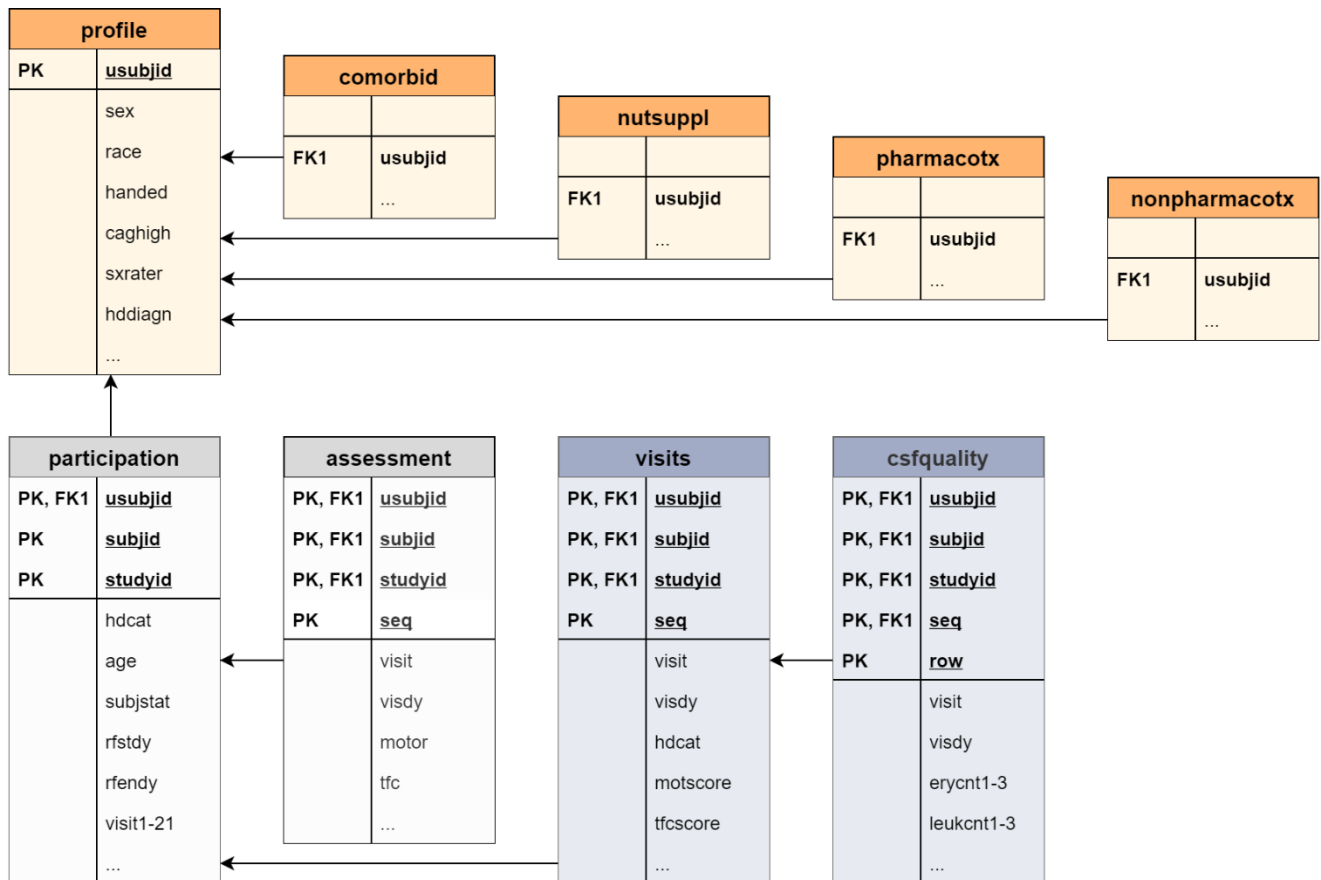 profile
PK usubjid
sex
race
handed
caghigh
sxrater
hddiagn
...
comorbid
FK1 usubjid
...
nutsuppl
FK1 usubjid
...
pharmacotx
FK1 usubjid
...
nonpharmacotx
FK1 usubjid
...
participation
PK, FK1 usubjid
PK subjid
PK studyid
hdcat
age
subjstat
rfstdy
rfendy
visit1-21
...
assessment
PK, FK1 usubjid
PK, FK1 subjid
PK, FK1 studyid
PK seq
visit
visdy
motor
tfc
...
visits
PK, FK1 usubjid
PK, FK1 subjid
PK, FK1 studyid
PK seq
visit
visdy
hdcat
motscore
tfcscore
...
csfquality
PK, FK1 usubjid
PK, FK1 subjid
PK, FK1 studyid
PK, FK1 seq
PK row
visit
visdy
erycnt1-3
leukcnt1-3
...